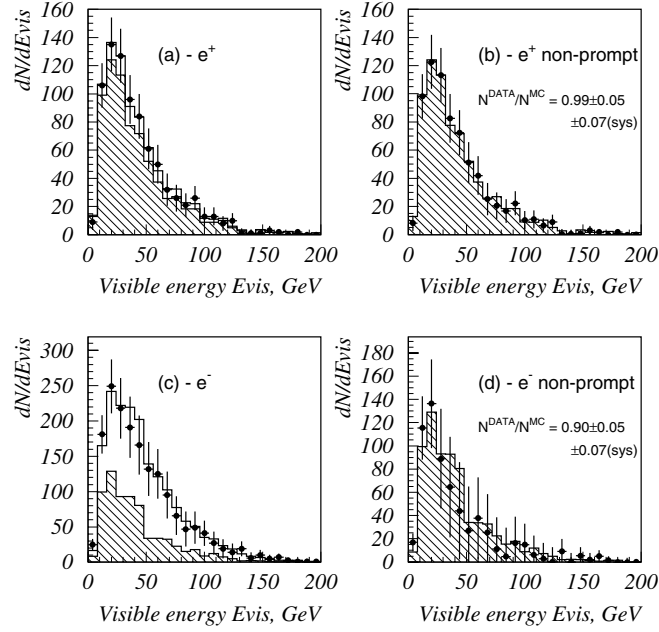 dN/dEvis
160
140
120
100
80
60
40
20
0
(a) - e⁺
0 50 100 150 200
Visible energy Evis, GeV
dN/dEvis
160
140
120
100
80
60
40
20
0
(b) - e⁺ non-prompt
N^DATA/N^MC = 0.99±0.05
±0.07(sys)
0 50 100 150 200
Visible energy Evis, GeV
dN/dEvis
300
250
200
150
100
50
0
(c) - e⁻
0 50 100 150 200
Visible energy Evis, GeV
dN/dEvis
180
160
140
120
100
80
60
40
20
0
(d) - e⁻ non-prompt
N^DATA/N^MC = 0.90±0.05
±0.07(sys)
0 50 100 150 200
Visible energy Evis, GeV